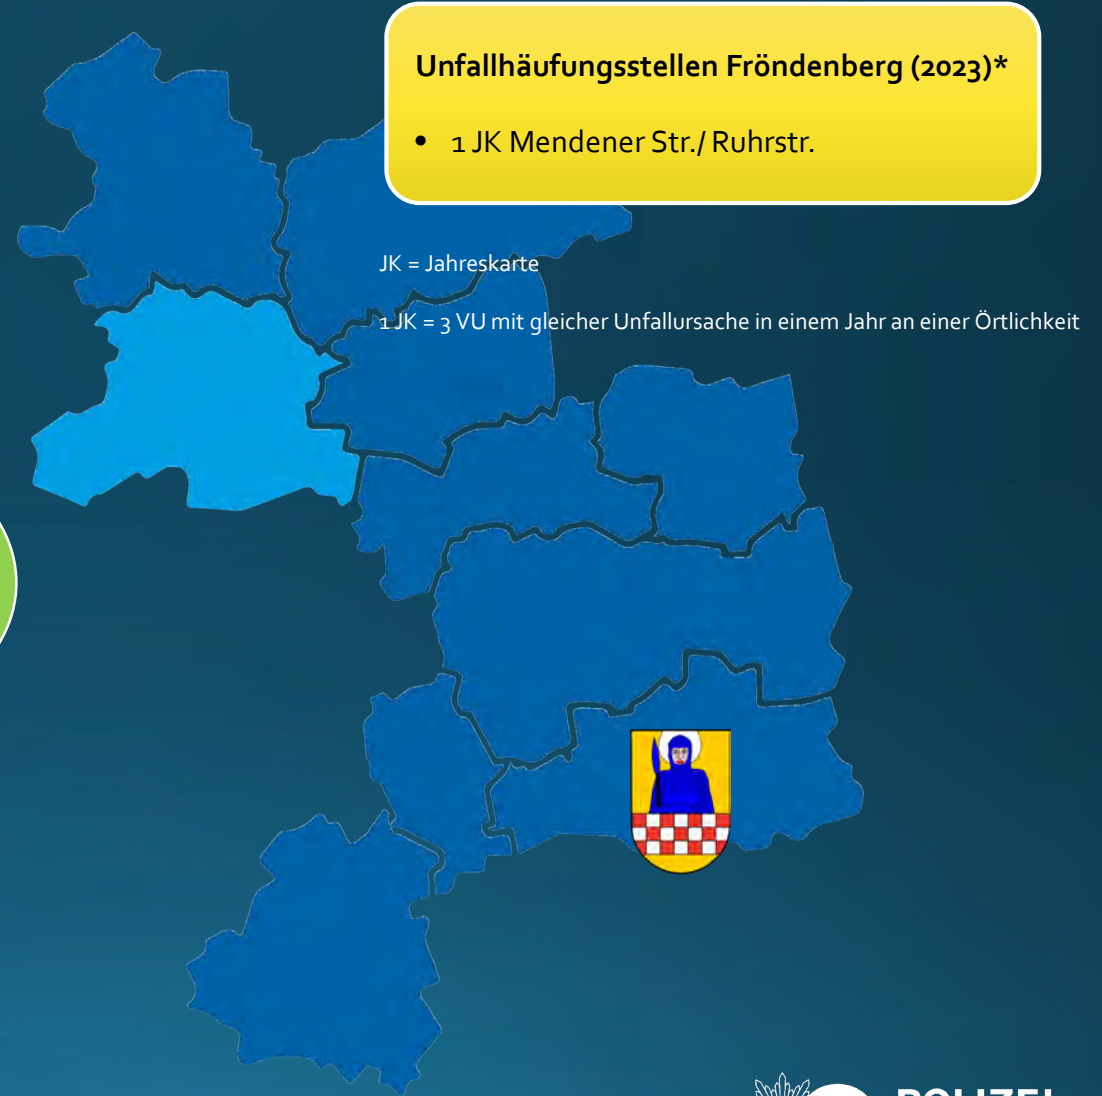 Unfallhäufungsstellen Fröndenberg (2023)*
• 1 JK Mendener Str./ Ruhrstr.
JK = Jahreskarte
1 JK = 3 VU mit gleicher Unfallursache in einem Jahr an einer Örtlichkeit
POLIZEI